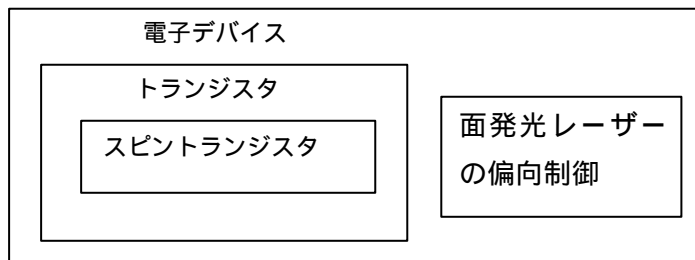 電子デバイス
トランジスタ
スピントランジスタ
面発光レーザー
の偏向制御